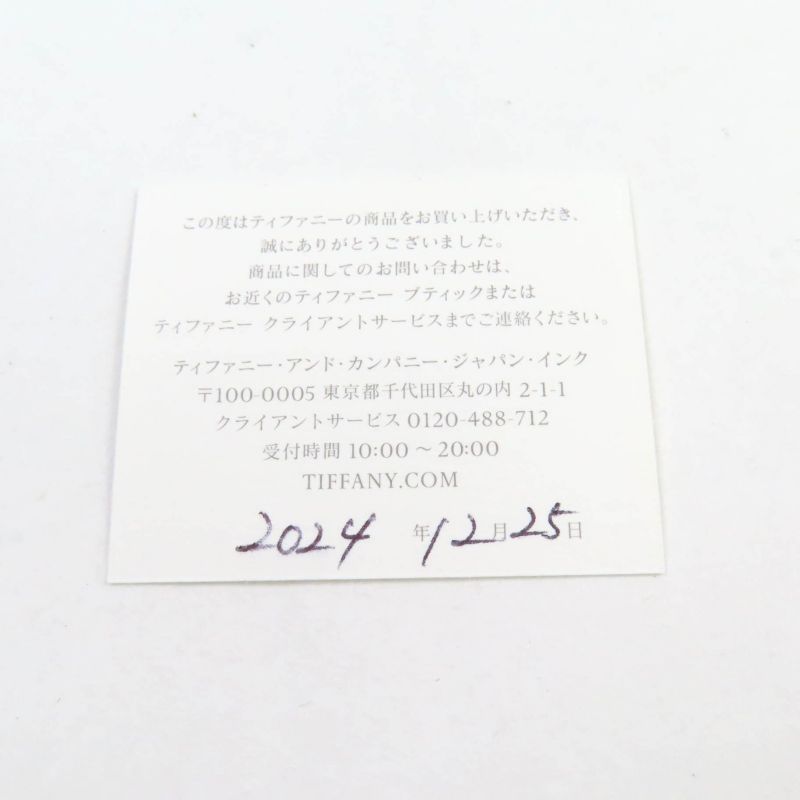 この度はティファニーの商品をお買い上げいただき、
誠にありがとうございました。
商品に関してのお問い合わせは、
お近くのティファニー ブティックまたは
ティファニー クライアントサービスまでご連絡ください。
ティファニー・アンド・カンパニー・ジャパン・インク
〒100-0005 東京都千代田区丸の内 2-1-1
クライアントサービス 0120-488-712
受付時間 10:00 〜 20:00
TIFFANY.COM
2024 年 12 月 25 日